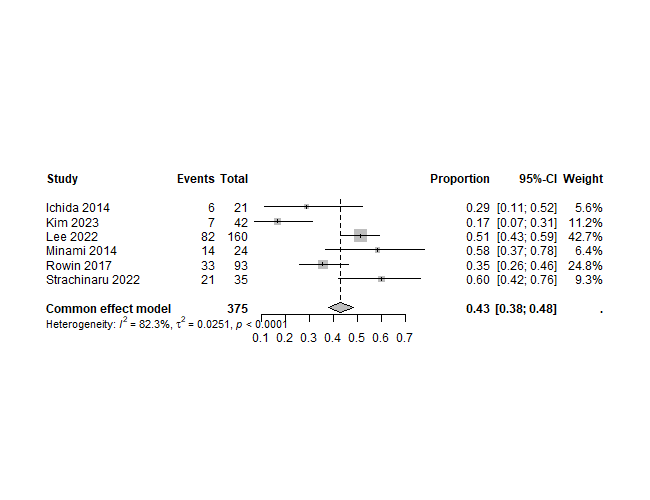 Study Events Total Proportion 95%-CI Weight
Ichida 2014 6 21 0.29 [0.11; 0.52] 5.6%
Kim 2023 7 42 0.17 [0.07; 0.31] 11.2%
Lee 2022 82 160 0.51 [0.43; 0.59] 42.7%
Minami 2014 14 24 0.58 [0.37; 0.78] 6.4%
Rowin 2017 33 93 0.35 [0.26; 0.46] 24.8%
Strachinaru 2022 21 35 0.60 [0.42; 0.76] 9.3%
Common effect model 375 0.43 [0.38; 0.48] .
Heterogeneity: I² = 82.3%, τ² = 0.0251, p < 0.0001
0.1 0.2 0.3 0.4 0.5 0.6 0.7